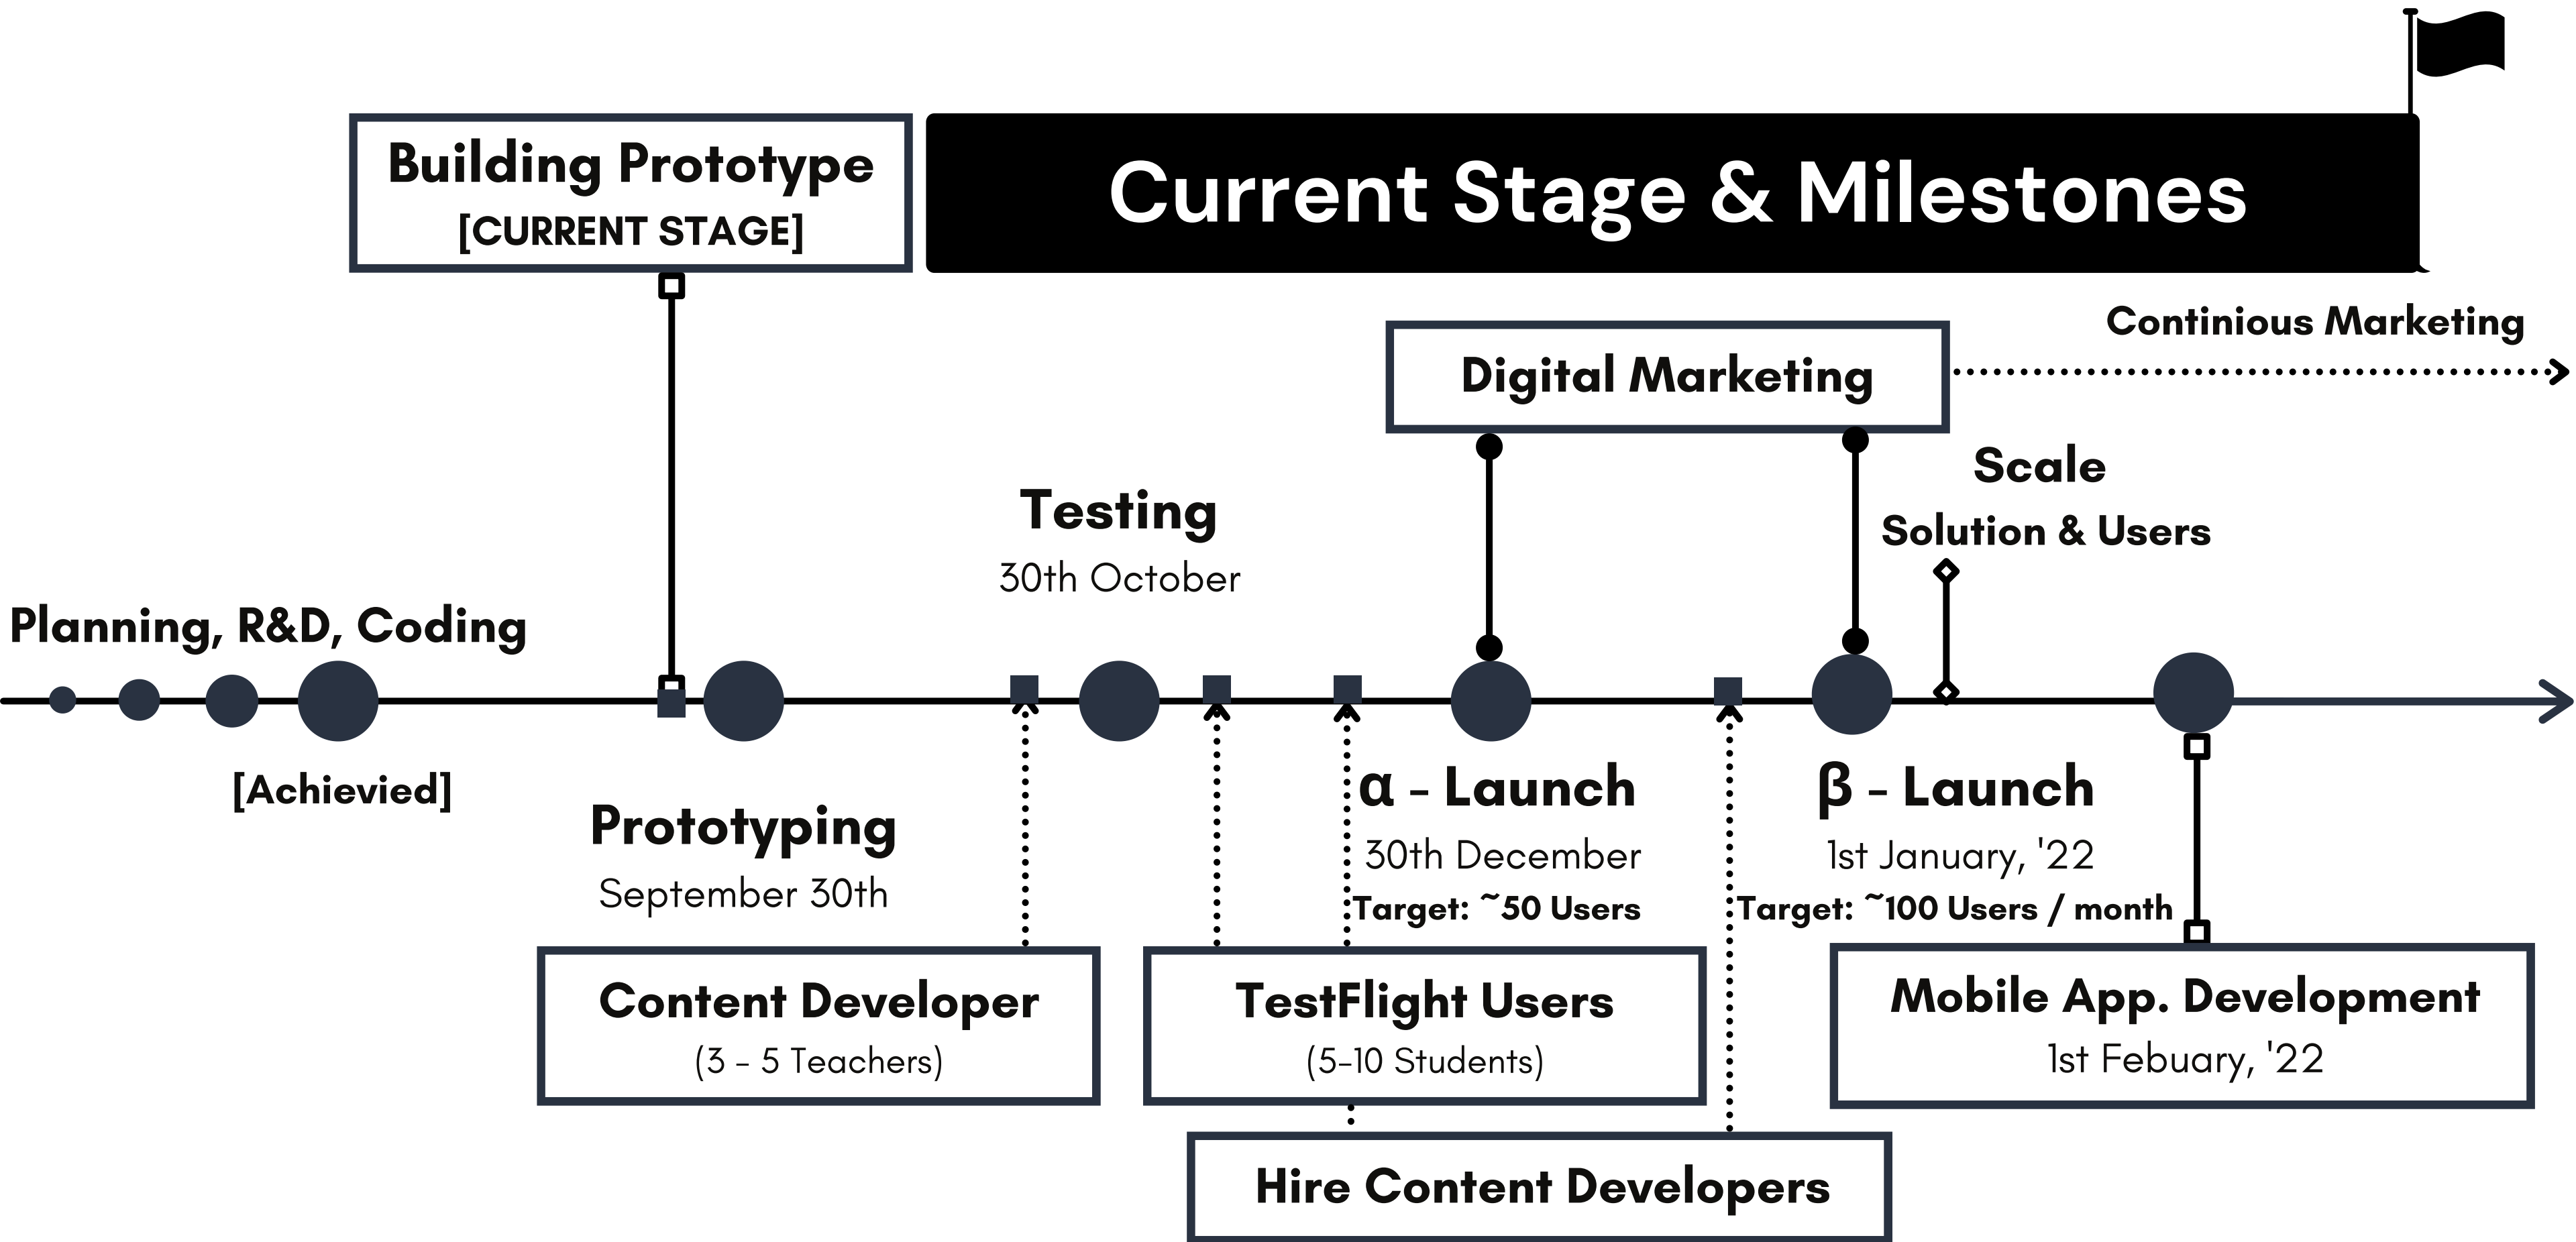 Building Prototype
[CURRENT STAGE]
Current Stage & Milestones
Continious Marketing
Digital Marketing
Scale
Solution & Users
Testing
30th October
Planning, R&D, Coding
[Achievied]
Prototyping
September 30th
α - Launch
30th December
Target: ~50 Users
β - Launch
1st January, '22
Target: ~100 Users / month
Content Developer
(3 - 5 Teachers)
TestFlight Users
(5-10 Students)
Mobile App. Development
1st Febuary, '22
Hire Content Developers